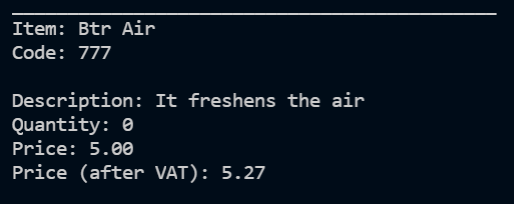 Item: Btr Air
Code: 777
Description: It freshens the air
Quantity: 0
Price: 5.00
Price (after VAT): 5.27